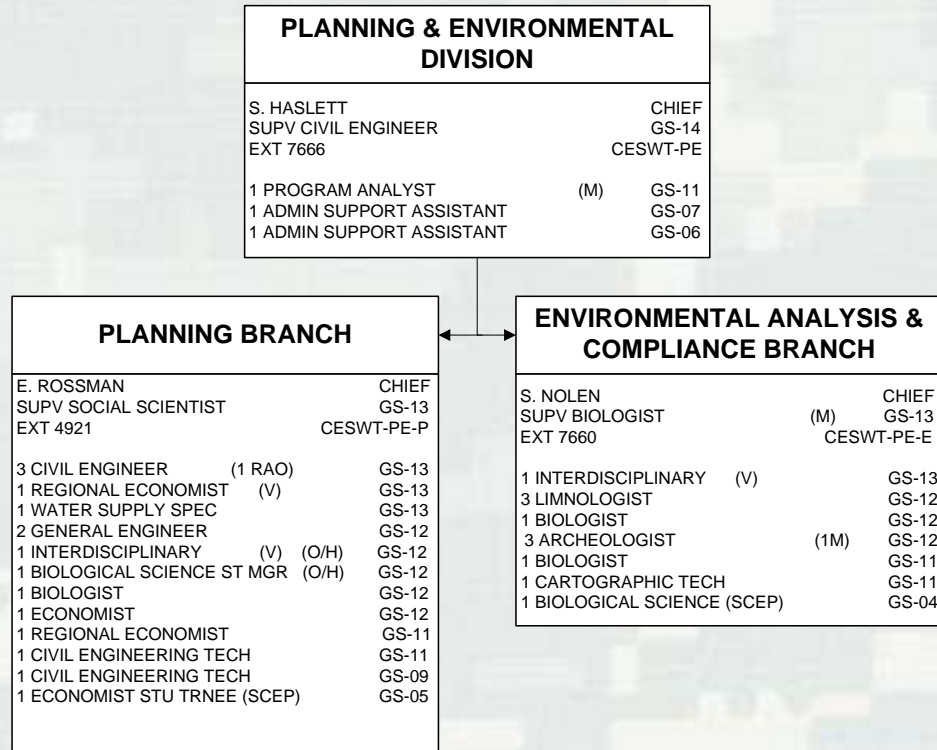 PLANNING & ENVIRONMENTAL
DIVISION
S. HASLETT CHIEF
SUPV CIVIL ENGINEER GS-14
EXT 7666 CESWT-PE
1 PROGRAM ANALYST (M) GS-11
1 ADMIN SUPPORT ASSISTANT GS-07
1 ADMIN SUPPORT ASSISTANT GS-06
PLANNING BRANCH
E. ROSSMAN CHIEF
SUPV SOCIAL SCIENTIST GS-13
EXT 4921 CESWT-PE-P
3 CIVIL ENGINEER (1 RAO) GS-13
1 REGIONAL ECONOMIST (V) GS-13
1 WATER SUPPLY SPEC GS-13
2 GENERAL ENGINEER GS-12
1 INTERDISCIPLINARY (V) (O/H) GS-12
1 BIOLOGICAL SCIENCE ST MGR (O/H) GS-12
1 BIOLOGIST GS-12
1 ECONOMIST GS-12
1 REGIONAL ECONOMIST GS-11
1 CIVIL ENGINEERING TECH GS-11
1 CIVIL ENGINEERING TECH GS-09
1 ECONOMIST STU TRNEE (SCEP) GS-05
ENVIRONMENTAL ANALYSIS &
COMPLIANCE BRANCH
S. NOLEN CHIEF
SUPV BIOLOGIST (M) GS-13
EXT 7660 CESWT-PE-E
1 INTERDISCIPLINARY (V) GS-13
3 LIMNOLOGIST GS-12
1 BIOLOGIST GS-12
3 ARCHEOLOGIST (1M) GS-12
1 BIOLOGIST GS-11
1 CARTOGRAPHIC TECH GS-11
1 BIOLOGICAL SCIENCE (SCEP) GS-04